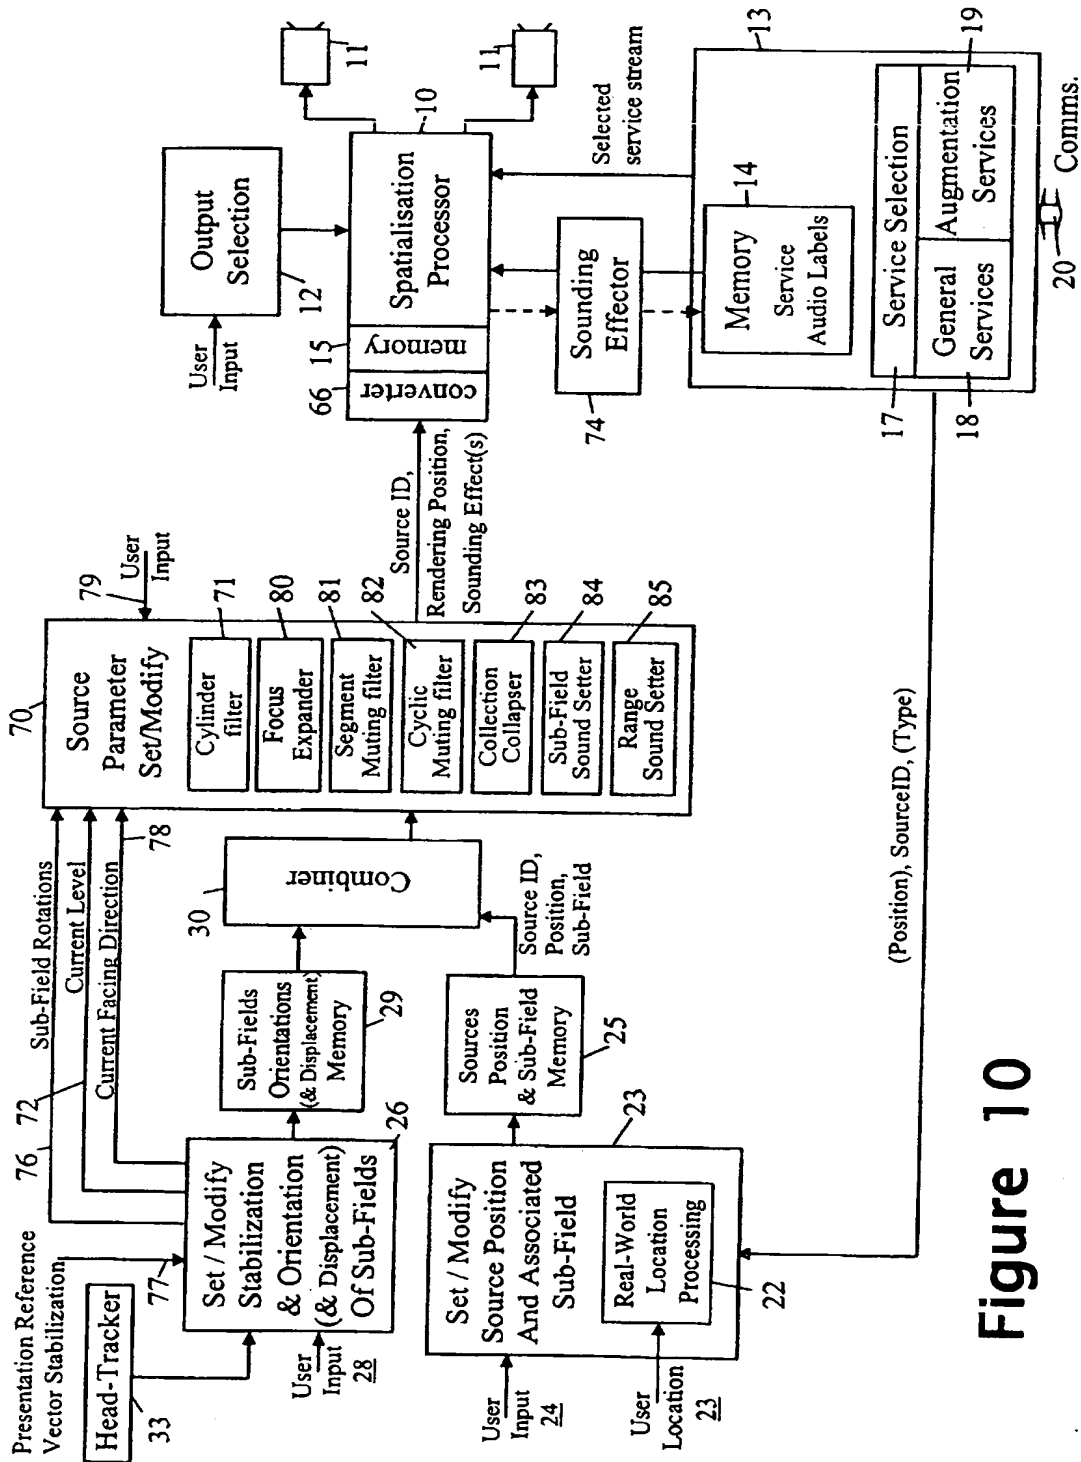 Presentation Reference
Vector Stabilization
Head-Tracker
33
77
76
72
Sub-Field Rotations
Current Level
Current Facing Direction
78
Set / Modify
Stabilization
& Orientation
(& Displacement)
Of Sub-Fields
26
User
Input
28
Sub-Fields
Orientations
(& Displacement)
Memory
29
Set / Modify
Source Position
And Associated
Sub-Field
23
Real-World
Location
Processing
22
User
Input
24
User
Location
23
Sources
Position
& Sub-Field
Memory
25
Source ID,
Position,
Sub-Field
30
Combiner
70
Source
Parameter
Set/Modify
79
User
Input
Cylinder
filter
71
Focus
Expander
80
Segment
Muting filter
81
Cyclic
Muting filter
82
Collection
Collapser
83
Sub-Field
Sound Setter
84
Range
Sound Setter
85
Source ID,
Rendering Position,
Sounding Effect(s)
66
converter
15
memory
Spatialisation
Processor
10
User
Input
Output
Selection
12
11
11
Sounding
Effector
74
Selected
service stream
13
14
Memory
Service
Audio Labels
17
Service Selection
General
Services
18
Augmentation
Services
19
20
Comms.
(Position), SourceID, (Type)
Figure 10